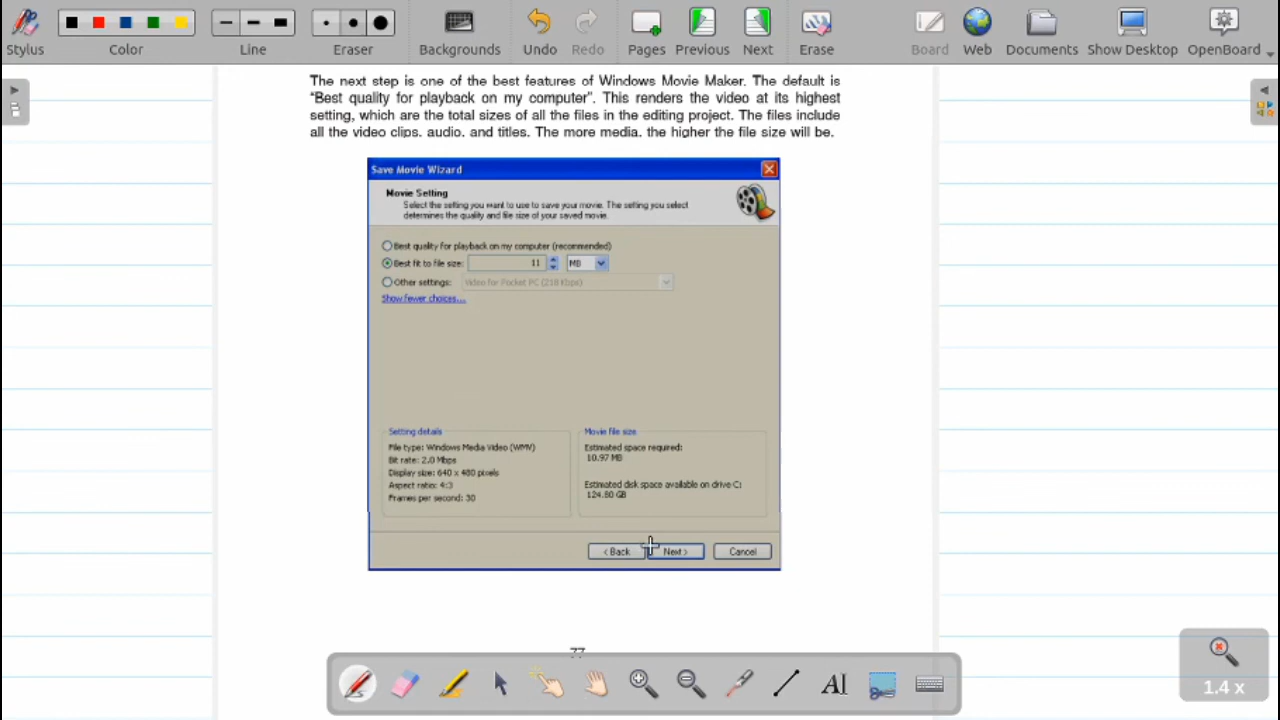 Stylus Color Line Eraser Backgrounds Undo Redo Pages Previous Next Erase Board Web Documents Show Desktop OpenBoard
The next step is one of the best features of Windows Movie Maker. The default is
“Best quality for playback on my computer”. This renders the video at its highest
setting, which are the total sizes of all the files in the editing project. The files include
all the video clips, audio, and titles. The more media, the higher the file size will be.
Save Movie Wizard
Movie Setting
Select the setting you want to use to save your movie. The setting you select
determines the quality and file size of your saved movie.
Best quality for playback on my computer (recommended)
Best fit to file size: 11 MB
Other settings: Video for Pocket PC (218 Kbps)
Show fewer choices...
Setting details
File type: Windows Media Video (WMV)
Bit rate: 2.0 Mbps
Display size: 640 x 480 pixels
Aspect ratio: 4:3
Frames per second: 30
Movie file size
Estimated space required:
10.97 MB
Estimated disk space available on drive C:
124.80 GB
< Back Next > Cancel
77
AI
1.4 x